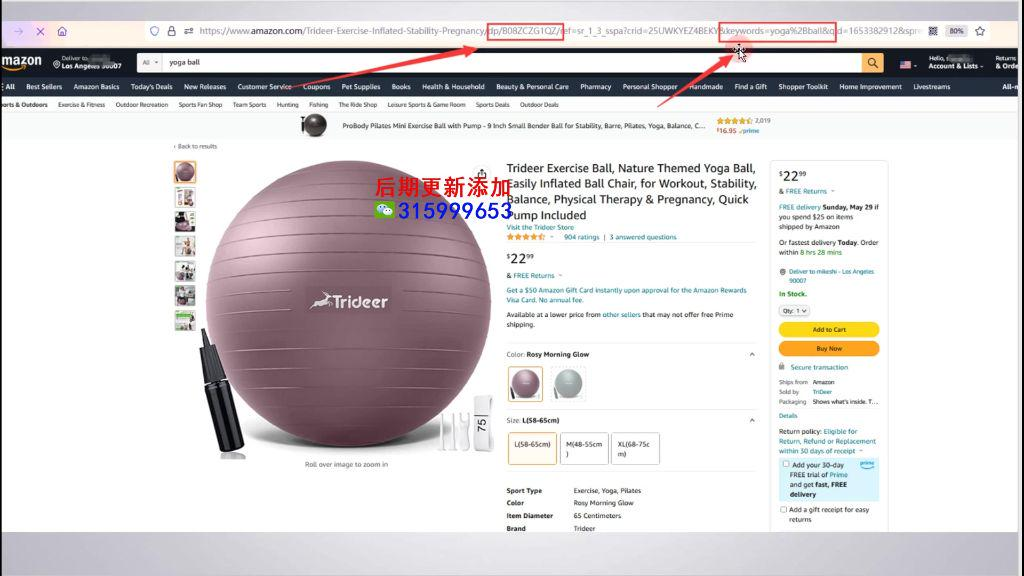 https://www.amazon.com/Trideer-Exercise-Inflated-Stability-Pregnancy/dp/B08ZCZG1QZ/ref=sr_1_3_sspa?crid=25UWKYEZ4BEKY&keywords=yoga%2Bball&qid=1653382912&spre
80%
amazon
Deliver to
Los Angeles 90007
All
yoga ball
Hello,
Account & Lists
Returns
& Orde
All
Best Sellers
Amazon Basics
Today's Deals
New Releases
Customer Service
Coupons
Pet Supplies
Books
Health & Household
Beauty & Personal Care
Pharmacy
Personal Shopper
Handmade
Find a Gift
Shopper Toolkit
Home Improvement
Livestreams
All-n
orts & Outdoors
Exercise & Fitness
Outdoor Recreation
Sports Fan Shop
Team Sports
Hunting
Fishing
The Ride Shop
Leisure Sports & Game Room
Sports Deals
Outdoor Deals
ProBody Pilates Mini Exercise Ball with Pump - 9 Inch Small Bender Ball for Stability, Barre, Pilates, Yoga, Balance, C...
2,019
$16.95 prime
‹ Back to results
后期更新添加
315999653
Trideer
75
Roll over image to zoom in
Trideer Exercise Ball, Nature Themed Yoga Ball,
Easily Inflated Ball Chair, for Workout, Stability,
Balance, Physical Therapy & Pregnancy, Quick
Pump Included
Visit the Trideer Store
904 ratings | 3 answered questions
$22.99
& FREE Returns
Get a $50 Amazon Gift Card instantly upon approval for the Amazon Rewards
Visa Card. No annual fee.
Available at a lower price from other sellers that may not offer free Prime
shipping.
Color: Rosy Morning Glow
Size: L(58-65cm)
L(58-65cm)
M(48-55cm
)
XL(68-75c
m)
Sport Type Exercise, Yoga, Pilates
Color Rosy Morning Glow
Item Diameter 65 Centimeters
Brand Trideer
$22.99
& FREE Returns
FREE delivery Sunday, May 29 if
you spend $25 on items
shipped by Amazon
Or fastest delivery Today. Order
within 8 hrs 28 mins
Deliver to mikeshi - Los Angeles
90007
In Stock.
Qty: 1
Add to Cart
Buy Now
Secure transaction
Ships from Amazon
Sold by TriDeer
Packaging Shows what's inside. T...
Details
Return policy: Eligible for
Return, Refund or Replacement
within 30 days of receipt
Add your 30-day
FREE trial of Prime
and get fast, FREE
delivery
prime
Add a gift receipt for easy
returns